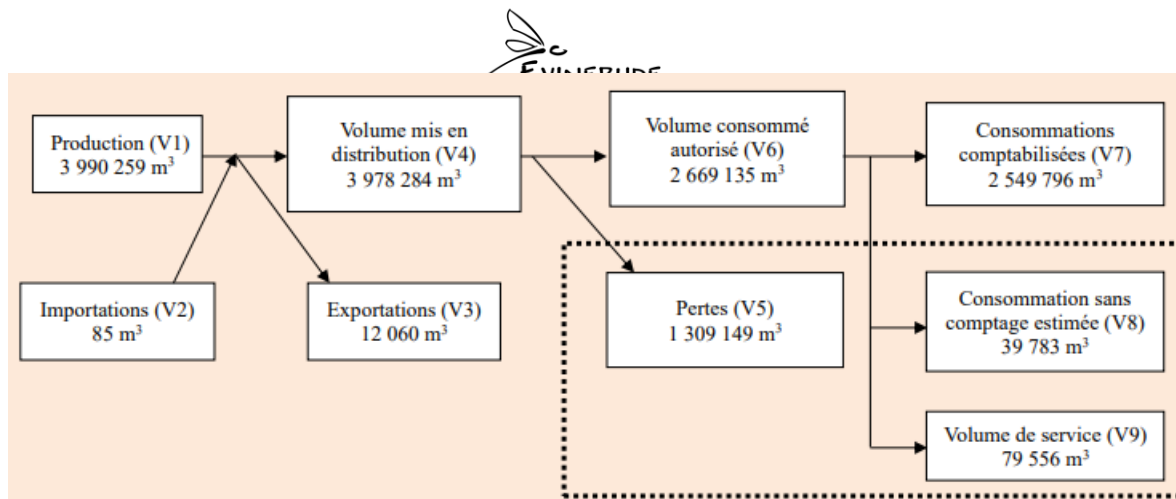 Production (V1)
3 990 259 m³
Volume mis en
distribution (V4)
3 978 284 m³
Volume consommé
autorisé (V6)
2 669 135 m³
Consommations
comptabilisées (V7)
2 549 796 m³
Importations (V2)
85 m³
Exportations (V3)
12 060 m³
Pertes (V5)
1 309 149 m³
Consommation sans
comptage estimée (V8)
39 783 m³
Volume de service (V9)
79 556 m³